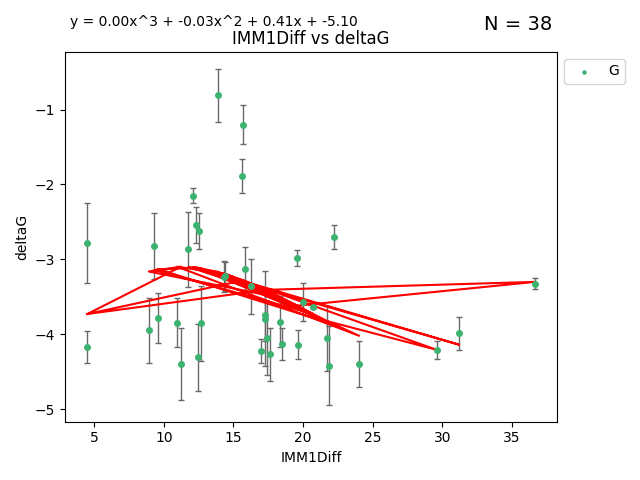 y = 0.00x^3 + -0.03x^2 + 0.41x + -5.10
N = 38
IMM1Diff vs deltaG
G
deltaG
−1
−2
−3
−4
−5
5 10 15 20 25 30 35
IMM1Diff